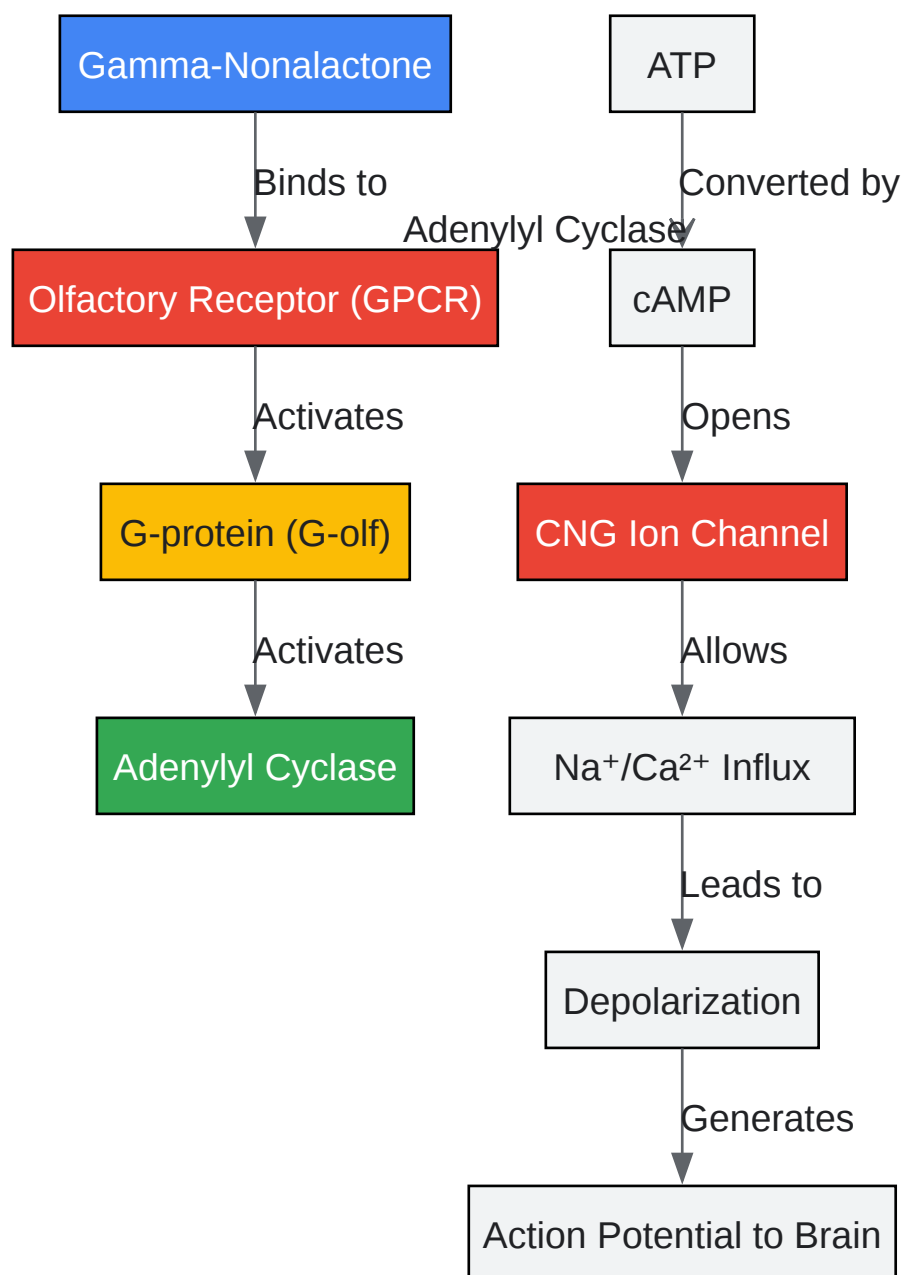 Gamma-Nonalactone
Binds to
Olfactory Receptor (GPCR)
Activates
G-protein (G-olf)
Activates
Adenylyl Cyclase
ATP
Converted by
Adenylyl Cyclase
cAMP
Opens
CNG Ion Channel
Allows
Na⁺/Ca²⁺ Influx
Leads to
Depolarization
Generates
Action Potential to Brain